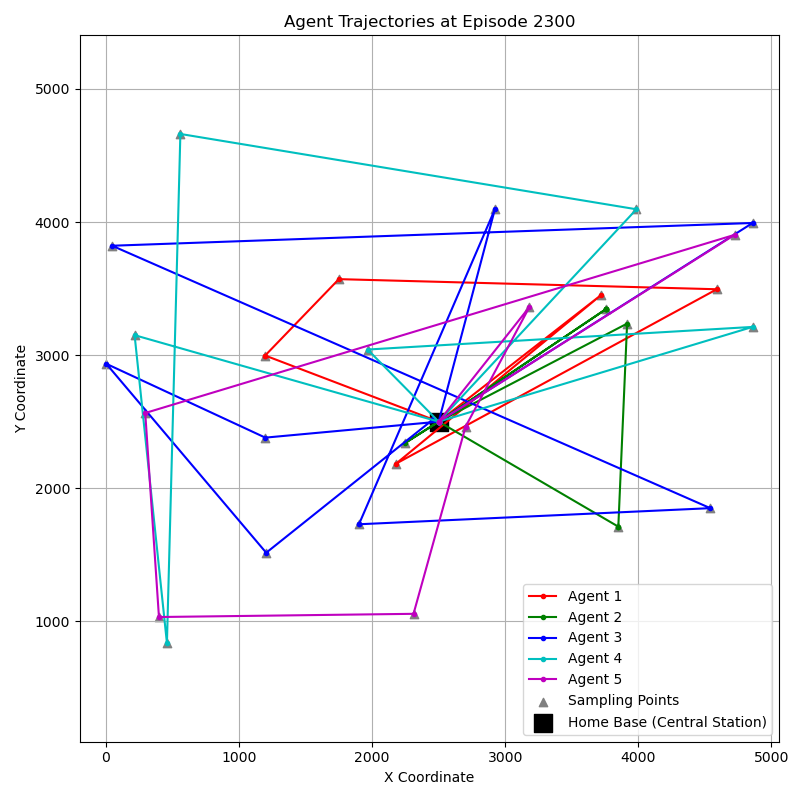 Agent Trajectories at Episode 2300
Y Coordinate
5000
4000
3000
2000
1000
0
1000
2000
3000
4000
5000
X Coordinate
Agent 1
Agent 2
Agent 3
Agent 4
Agent 5
Sampling Points
Home Base (Central Station)